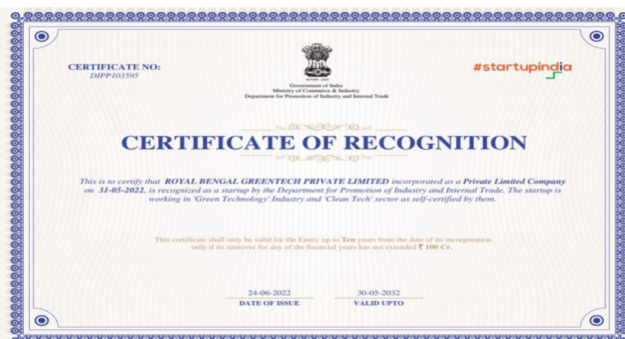 CERTIFICATE NO:
DIPP103595
#startupindia
Government of India
Ministry of Commerce & Industry
Department for Promotion of Industry and Internal Trade
CERTIFICATE OF RECOGNITION
This is to certify that ROYAL BENGAL GREENTECH PRIVATE LIMITED incorporated as a Private Limited Company
on 31-05-2022, is recognized as a startup by the Department for Promotion of Industry and Internal Trade. The startup is
working in 'Green Technology' Industry and 'Clean Tech' sector as self-certified by them.
This certificate shall only be valid for the Entity up to Ten years from the date of its incorporation
only if its turnover for any of the financial years has not exceeded ₹ 100 Cr.
24-06-2022
DATE OF ISSUE
30-05-2032
VALID UPTO